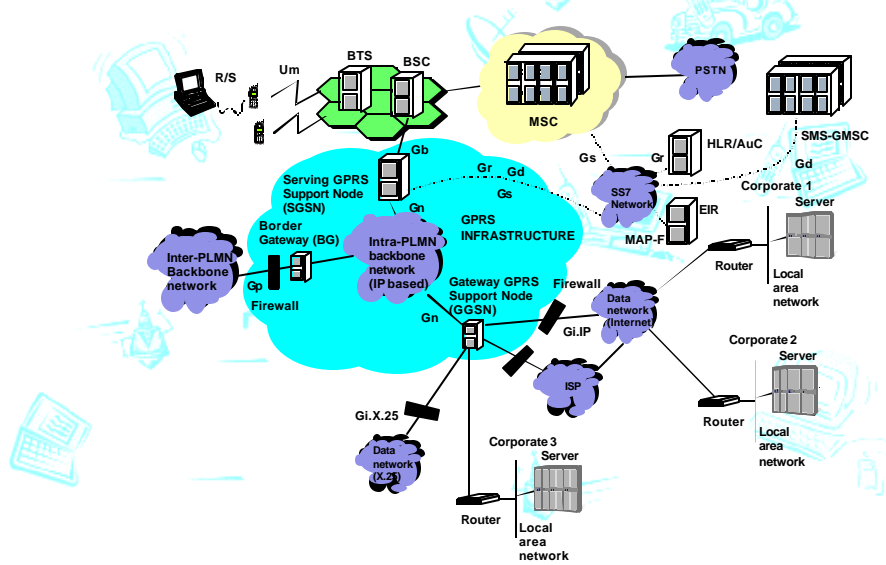 R/S
Um
BTS
BSC
MSC
PSTN
SMS-GMSC
HLR/AuC
Gs
Gr
Gd
SS7
Network
EIR
MAP-F
Gb
Gr
Gd
Gs
Serving GPRS
Support Node
(SGSN)
Gn
GPRS
INFRASTRUCTURE
Border
Gateway (BG)
Inter-PLMN
Backbone
network
Gp
Firewall
Intra-PLMN
backbone
network
(IP based)
Gn
Gateway GPRS
Support Node
(GGSN)
Firewall
Gi.IP
Data
network
(Internet)
ISP
Corporate 1
Server
Router
Local
area
network
Corporate 2
Server
Router
Local
area
network
Gi.X.25
Data
network
(X.25)
Corporate 3
Server
Router
Local
area
network